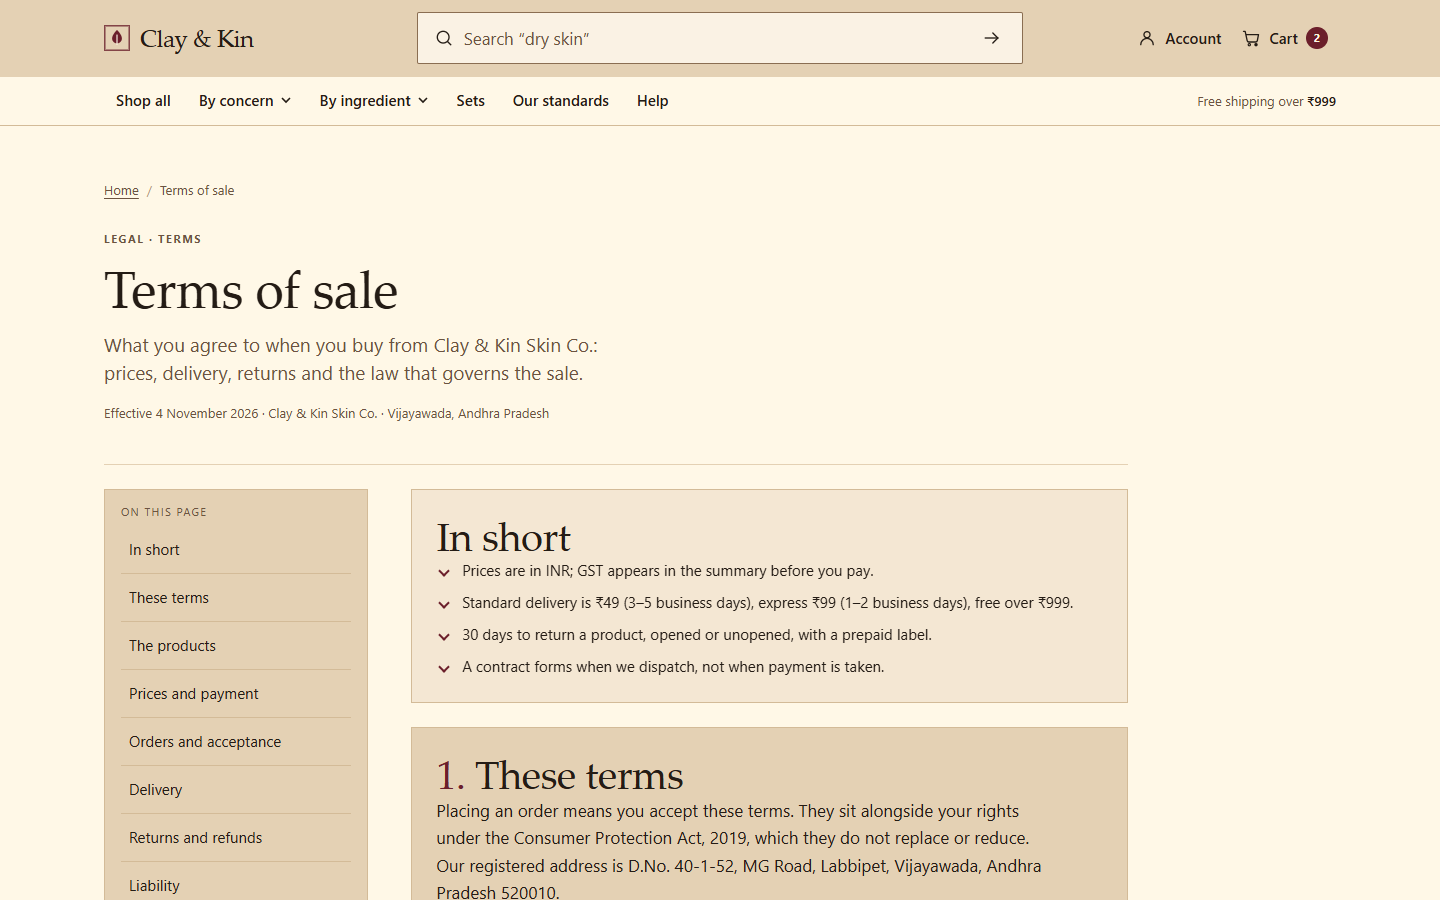 Clay & Kin
Search “dry skin”
Account
Cart 2
Shop all
By concern
By ingredient
Sets
Our standards
Help
Free shipping over ₹999
Home / Terms of sale
LEGAL · TERMS
Terms of sale
What you agree to when you buy from Clay & Kin Skin Co.:
prices, delivery, returns and the law that governs the sale.
Effective 4 November 2026 · Clay & Kin Skin Co. · Vijayawada, Andhra Pradesh
ON THIS PAGE
In short
These terms
The products
Prices and payment
Orders and acceptance
Delivery
Returns and refunds
Liability
In short
Prices are in INR; GST appears in the summary before you pay.
Standard delivery is ₹49 (3–5 business days), express ₹99 (1–2 business days), free over ₹999.
30 days to return a product, opened or unopened, with a prepaid label.
A contract forms when we dispatch, not when payment is taken.
1. These terms
Placing an order means you accept these terms. They sit alongside your rights
under the Consumer Protection Act, 2019, which they do not replace or reduce.
Our registered address is D.No. 40-1-52, MG Road, Labbipet, Vijayawada, Andhra
Pradesh 520010.